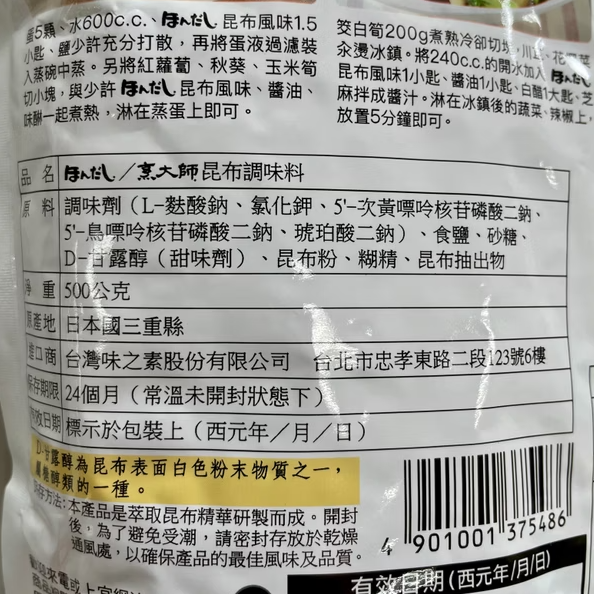 蛋5顆、水600c.c.、ほんだし昆布風味1.5
小匙、鹽少許充分打散，再將蛋液過濾裝
入蒸碗中蒸。另將紅蘿蔔、秋葵、玉米筍
切小塊，與少許ほんだし昆布風味、醬油、
味醂一起煮熟，淋在蒸蛋上即可。
筊白筍200g煮熟冷卻切塊，川燙
汆燙冰鎮。將240c.c.的開水加入ほんだし
昆布風味1小匙、醬油1小匙、白醋1大匙、芝
麻拌成醬汁。淋在冰鎮後的蔬菜、辣椒上，
放置5分鐘即可。
品名 ほんだし／烹大師昆布調味料
原料 調味劑（L-麩酸鈉、氯化鉀、5'-次黃嘌呤核苷磷酸二鈉、
5'-鳥嘌呤核苷磷酸二鈉、琥珀酸二鈉）、食鹽、砂糖、
D-甘露醇（甜味劑）、昆布粉、糊精、昆布抽出物
淨重 500公克
原產地 日本國三重縣
進口商 台灣味之素股份有限公司 台北市忠孝東路二段123號6樓
保存期限 24個月（常溫未開封狀態下）
有效日期 標示於包裝上（西元年/月/日）
D-甘露醇為昆布表面白色粉末物質之一，
屬糖醇類的一種。
保存方法：本產品是萃取昆布精華研製而成。開封
後，為了避免受潮，請密封存放於乾燥
通風處，以確保產品的最佳風味及品質。
4 901001 375486
有效日期(西元年/月/日)